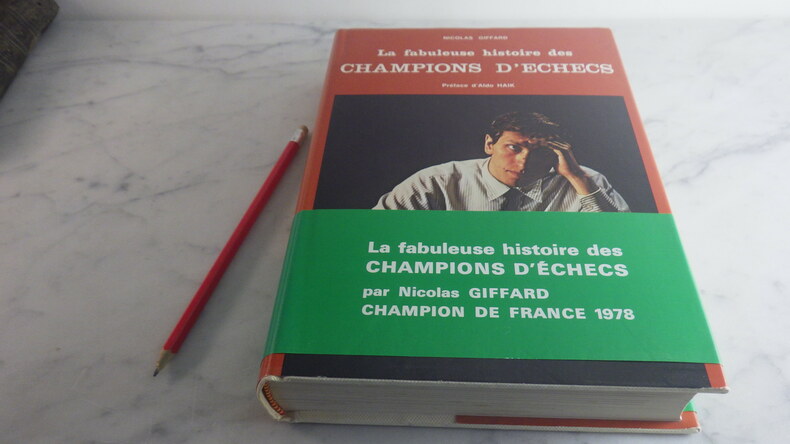 NICOLAS GIFFARD
La fabuleuse histoire des
CHAMPIONS D'ECHECS
Préface d'Aldo HAIK
La fabuleuse histoire des
CHAMPIONS D'ÉCHECS
par Nicolas GIFFARD
CHAMPION DE FRANCE 1978